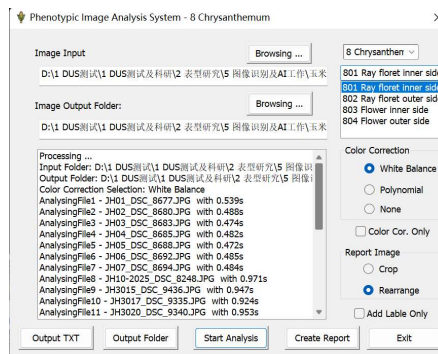 Phenotypic Image Analysis System - 8 Chrysanthemum
Image Input
Browsing ...
D:\1 DUS测试\1 DUS测试及科研\2 表型研究\5 图像识别及AI工作\玉米
Image Output Folder:
Browsing ...
D:\1 DUS测试\1 DUS测试及科研\2 表型研究\5 图像识别及AI工作\玉米
Processing ...
Input Folder: D:\1 DUS测试\1 DUS测试及科研\2 表型研究\5 图像识
Output Folder: D:\1 DUS测试\1 DUS测试及科研\2 表型研究\5 图像
Color Correction Selection: White Balance
AnalysingFile1 - JH01_DSC_8677.JPG with 0.539s
AnalysingFile2 - JH02_DSC_8680.JPG with 0.488s
AnalysingFile3 - JH03_DSC_8683.JPG with 0.474s
AnalysingFile4 - JH04_DSC_8685.JPG with 0.482s
AnalysingFile5 - JH05_DSC_8688.JPG with 0.472s
AnalysingFile6 - JH06_DSC_8692.JPG with 0.485s
AnalysingFile7 - JH07_DSC_8694.JPG with 0.484s
AnalysingFile8 - JH10-2025_DSC_8248.JPG with 0.971s
AnalysingFile9 - JH3015_DSC_9436.JPG with 0.947s
AnalysingFile10 - JH3017_DSC_9335.JPG with 0.924s
AnalysingFile11 - JH3020_DSC_9340.JPG with 0.953s
8 Chrysanthem
801 Ray floret inner side
801 Ray floret inner side
802 Ray floret outer side
803 Flower inner side
804 Flower outer side
Color Correction
White Balance
Polynomial
None
Color Cor. Only
Report Image
Crop
Rearrange
Add Lable Only
Output TXT
Output Folder
Start Analysis
Create Report
Exit